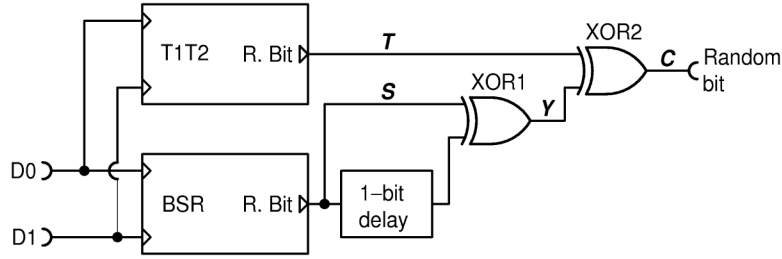 XOR2
T1T2
R. Bit
T
C
Random
bit
XOR1
S
Y
D0
BSR
R. Bit
1–bit
delay
D1